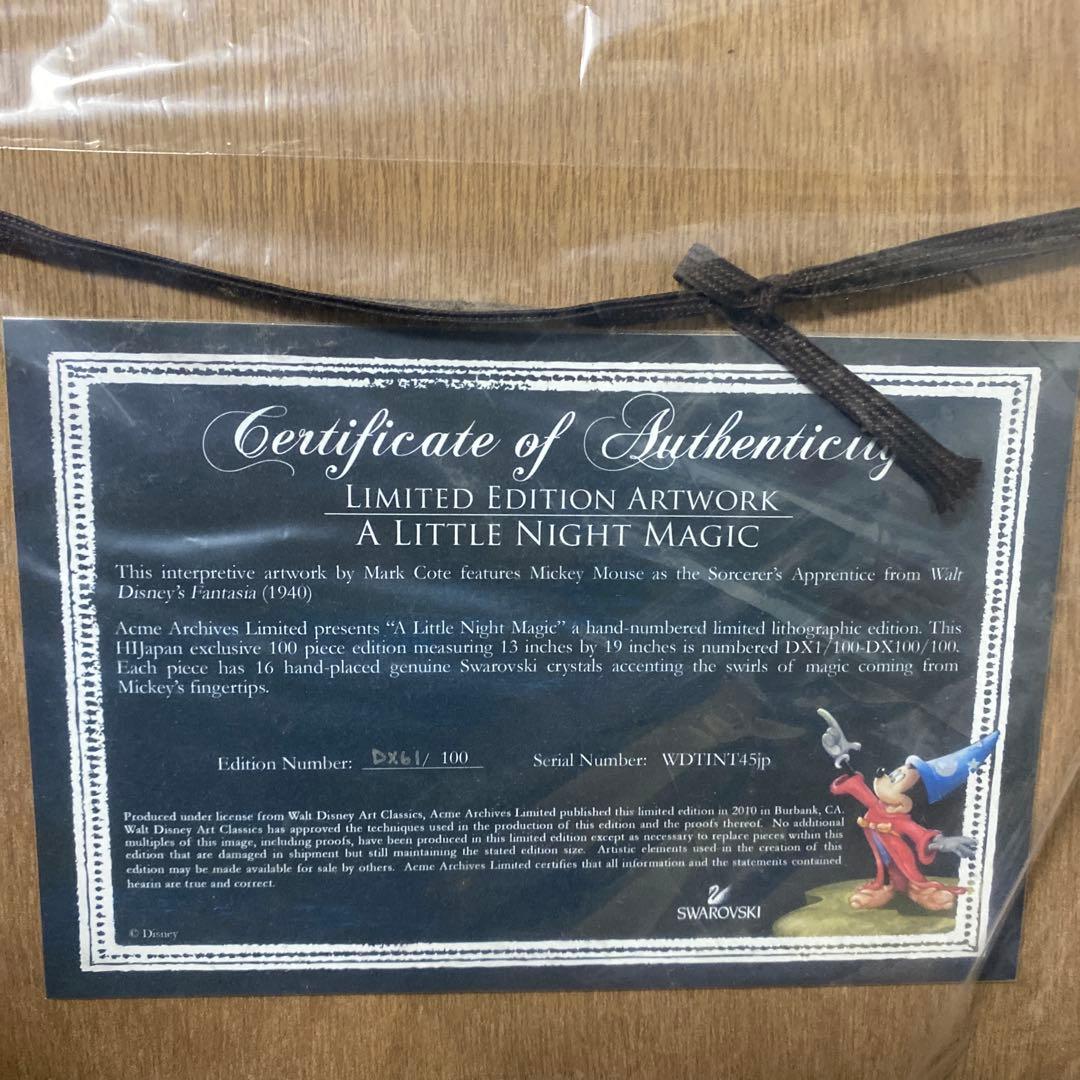 Certificate of Authenticity
LIMITED EDITION ARTWORK
A LITTLE NIGHT MAGIC
This interpretive artwork by Mark Cote features Mickey Mouse as the Sorcerer's Apprentice from Walt
Disney's Fantasia (1940)
Acme Archives Limited presents “A Little Night Magic” a hand-numbered limited lithographic edition. This
HIJapan exclusive 100 piece edition measuring 13 inches by 19 inches is numbered DX1/100-DX100/100.
Each piece has 16 hand-placed genuine Swarovski crystals accenting the swirls of magic coming from
Mickey's fingertips.
Edition Number: DX61/ 100 Serial Number: WDTINT45jp
Produced under license from Walt Disney Art Classics, Acme Archives Limited published this limited edition in 2010 in Burbank, CA.
Walt Disney Art Classics has approved the techniques used in the production of this edition and the proofs thereof. No additional
multiples of this image, including proofs, have been produced in this limited edition except as necessary to replace pieces within this
edition that are damaged in shipment but still maintaining the stated edition size. Artistic elements used in the creation of this
edition may be made available for sale by others. Acme Archives Limited certifies that all information and the statements contained
hearin are true and correct.
SWAROVSKI
© Disney